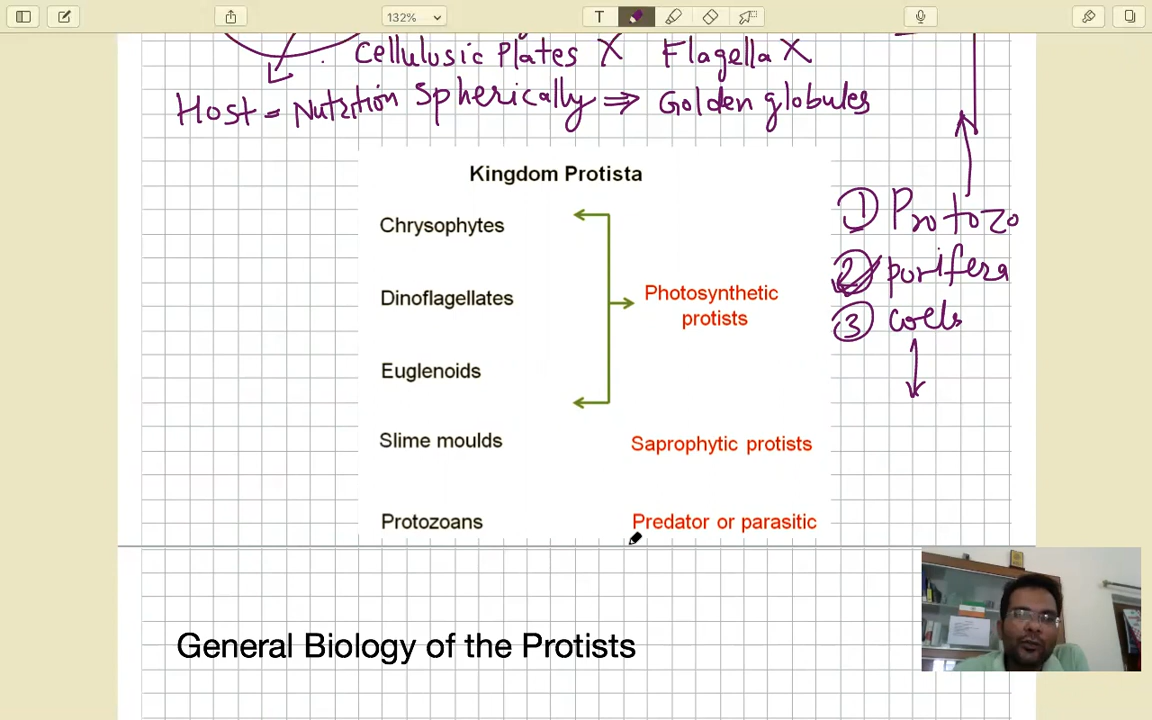 132%
T
Cellulosic Plates X Flagella X
Host = Nutrition Spherically ⇒ Golden globules
Kingdom Protista
Chrysophytes
Dinoflagellates
Euglenoids
Slime moulds
Protozoans
Photosynthetic
protists
Saprophytic protists
Predator or parasitic
① Protozo
② porifera
③ coels
General Biology of the Protists